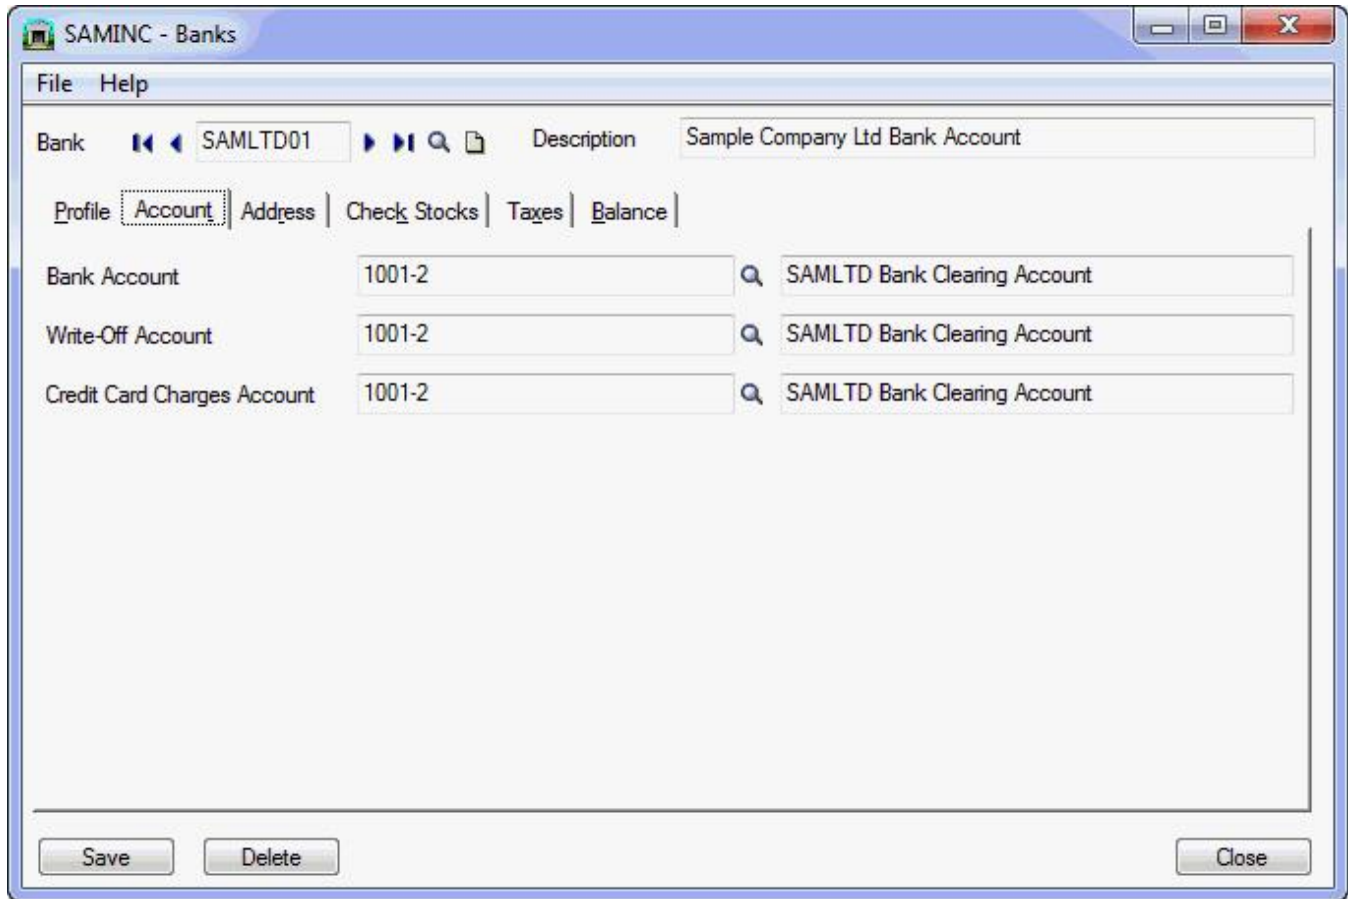 SAMINC - Banks
File Help
Bank SAMLTD01 Description Sample Company Ltd Bank Account
Profile Account Address Check Stocks Taxes Balance
Bank Account 1001-2 SAMLTD Bank Clearing Account
Write-Off Account 1001-2 SAMLTD Bank Clearing Account
Credit Card Charges Account 1001-2 SAMLTD Bank Clearing Account
Save Delete Close